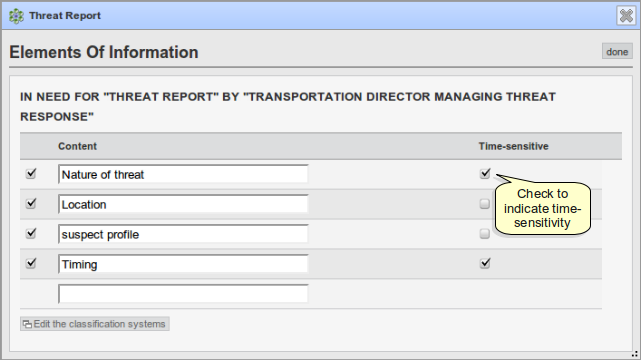 Threat Report
Elements Of Information
done
IN NEED FOR "THREAT REPORT" BY "TRANSPORTATION DIRECTOR MANAGING THREAT
RESPONSE"
Content Time-sensitive
Nature of threat
Location
suspect profile
Timing
Check to
indicate time-
sensitivity
Edit the classification systems